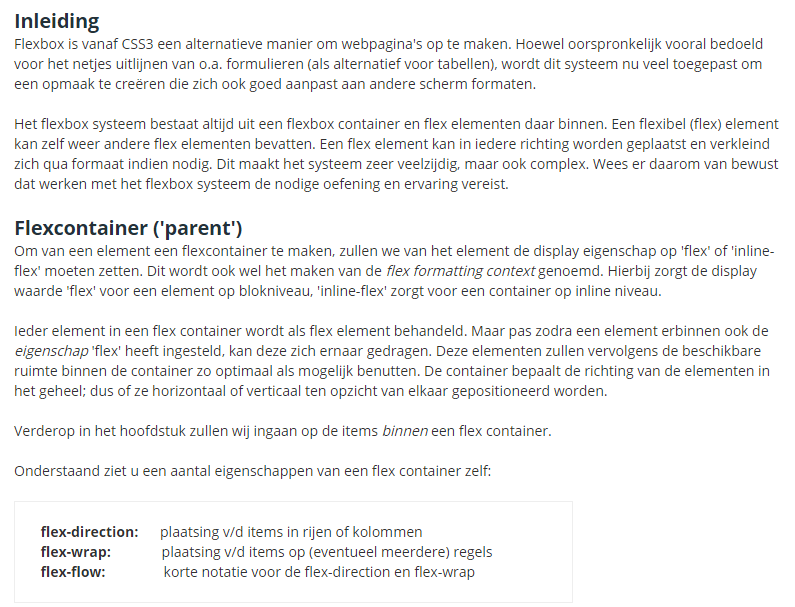 Inleiding
Flexbox is vanaf CSS3 een alternatieve manier om webpagina's op te maken. Hoewel oorspronkelijk vooral bedoeld
voor het netjes uitlijnen van o.a. formulieren (als alternatief voor tabellen), wordt dit systeem nu veel toegepast om
een opmaak te creëren die zich ook goed aanpast aan andere scherm formaten.
Het flexbox systeem bestaat altijd uit een flexbox container en flex elementen daar binnen. Een flexibel (flex) element
kan zelf weer andere flex elementen bevatten. Een flex element kan in iedere richting worden geplaatst en verkleind
zich qua formaat indien nodig. Dit maakt het systeem zeer veelzijdig, maar ook complex. Wees er daarom van bewust
dat werken met het flexbox systeem de nodige oefening en ervaring vereist.
Flexcontainer ('parent')
Om van een element een flexcontainer te maken, zullen we van het element de display eigenschap op 'flex' of 'inline-
flex' moeten zetten. Dit wordt ook wel het maken van de flex formatting context genoemd. Hierbij zorgt de display
waarde 'flex' voor een element op blokniveau, 'inline-flex' zorgt voor een container op inline niveau.
Ieder element in een flex container wordt als flex element behandeld. Maar pas zodra een element erbinnen ook de
eigenschap 'flex' heeft ingesteld, kan deze zich ernaar gedragen. Deze elementen zullen vervolgens de beschikbare
ruimte binnen de container zo optimaal als mogelijk benutten. De container bepaalt de richting van de elementen in
het geheel; dus of ze horizontaal of verticaal ten opzicht van elkaar gepositioneerd worden.
Verderop in het hoofdstuk zullen wij ingaan op de items binnen een flex container.
Onderstaand ziet u een aantal eigenschappen van een flex container zelf:
flex-direction: plaatsing v/d items in rijen of kolommen
flex-wrap: plaatsing v/d items op (eventueel meerdere) regels
flex-flow: korte notatie voor de flex-direction en flex-wrap